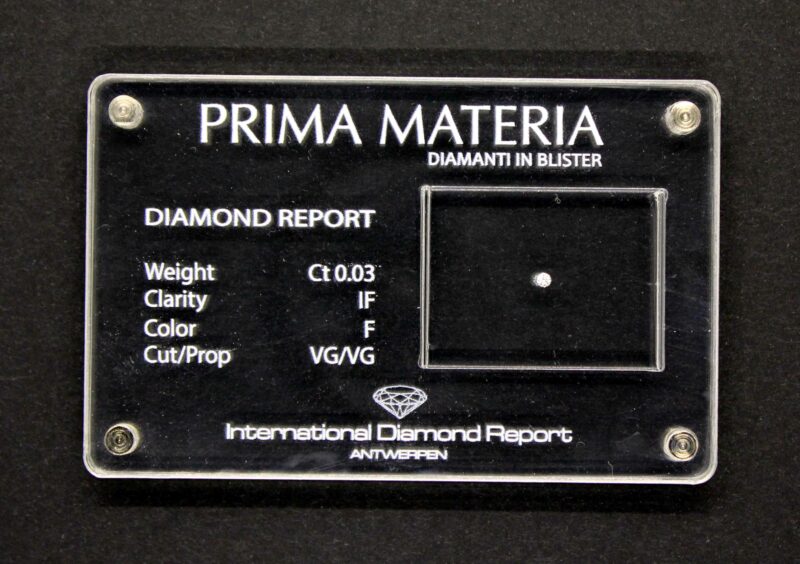 PRIMA MATERIA
DIAMANTI IN BLISTER
DIAMOND REPORT
Weight Ct 0.03
Clarity IF
Color F
Cut/Prop VG/VG
International Diamond Report
ANTWERPEN